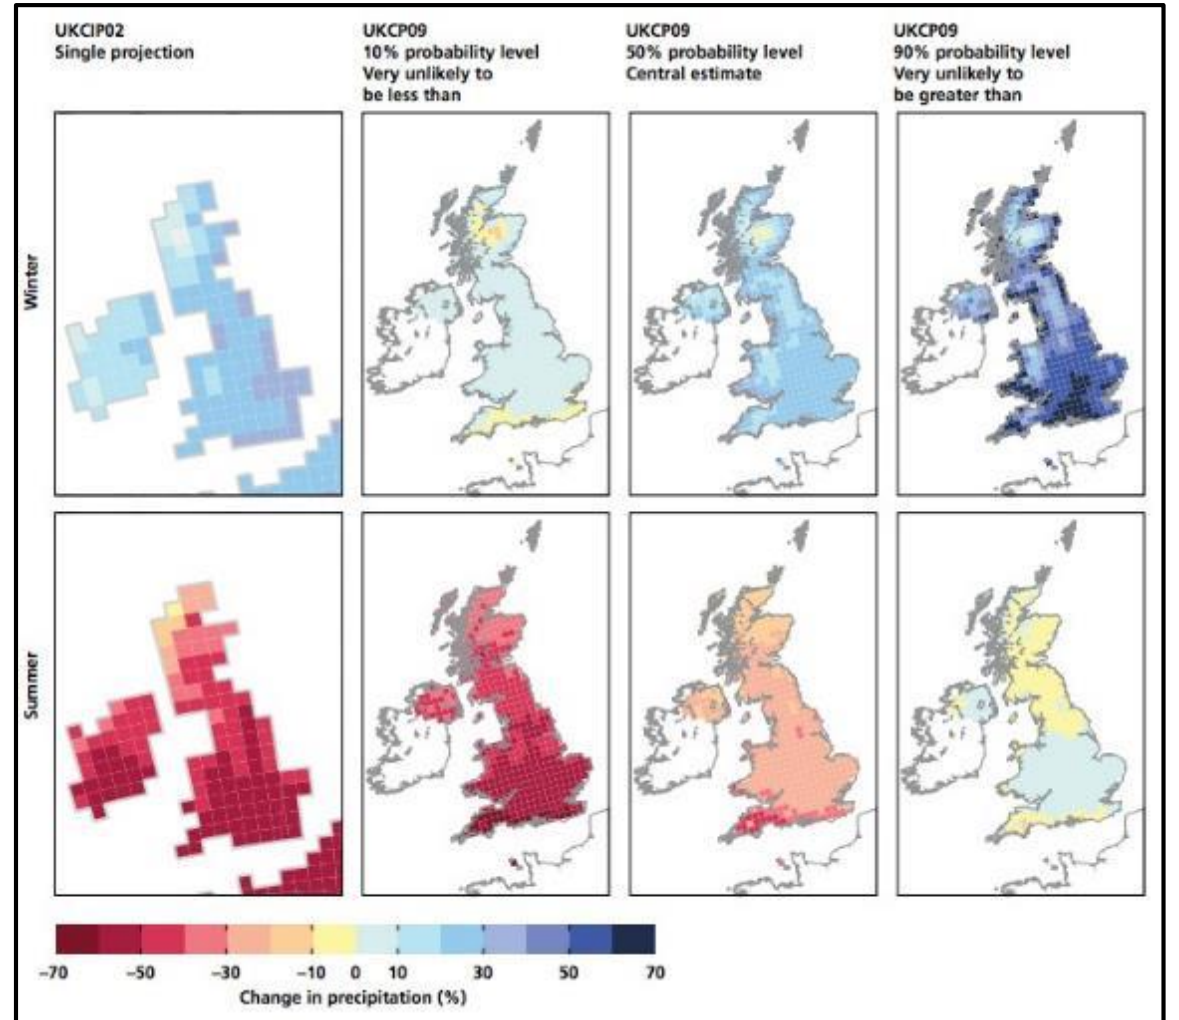 UKCIP02
Single projection
UKCP09
10% probability level
Very unlikely to
be less than
UKCP09
50% probability level
Central estimate
UKCP09
90% probability level
Very unlikely to
be greater than
Winter
Summer
–70 –50 –30 –10 0 10 30 50 70
Change in precipitation (%)